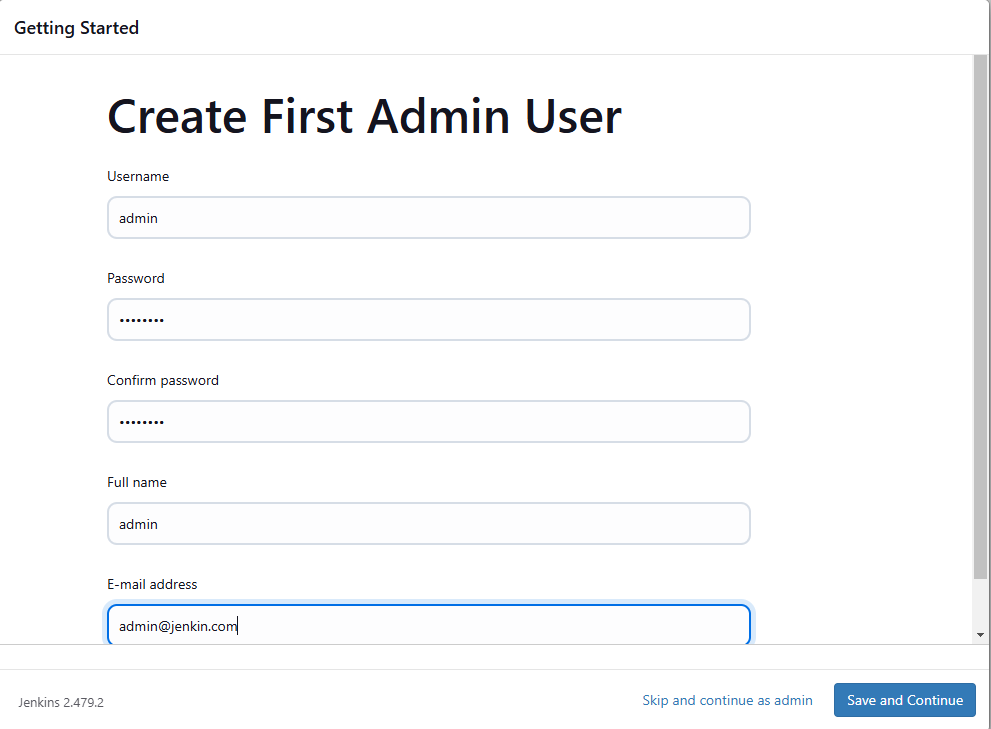 Getting Started
Create First Admin User
Username
admin
Password
••••••••
Confirm password
••••••••
Full name
admin
E-mail address
admin@jenkin.com
Jenkins 2.479.2
Skip and continue as admin
Save and Continue